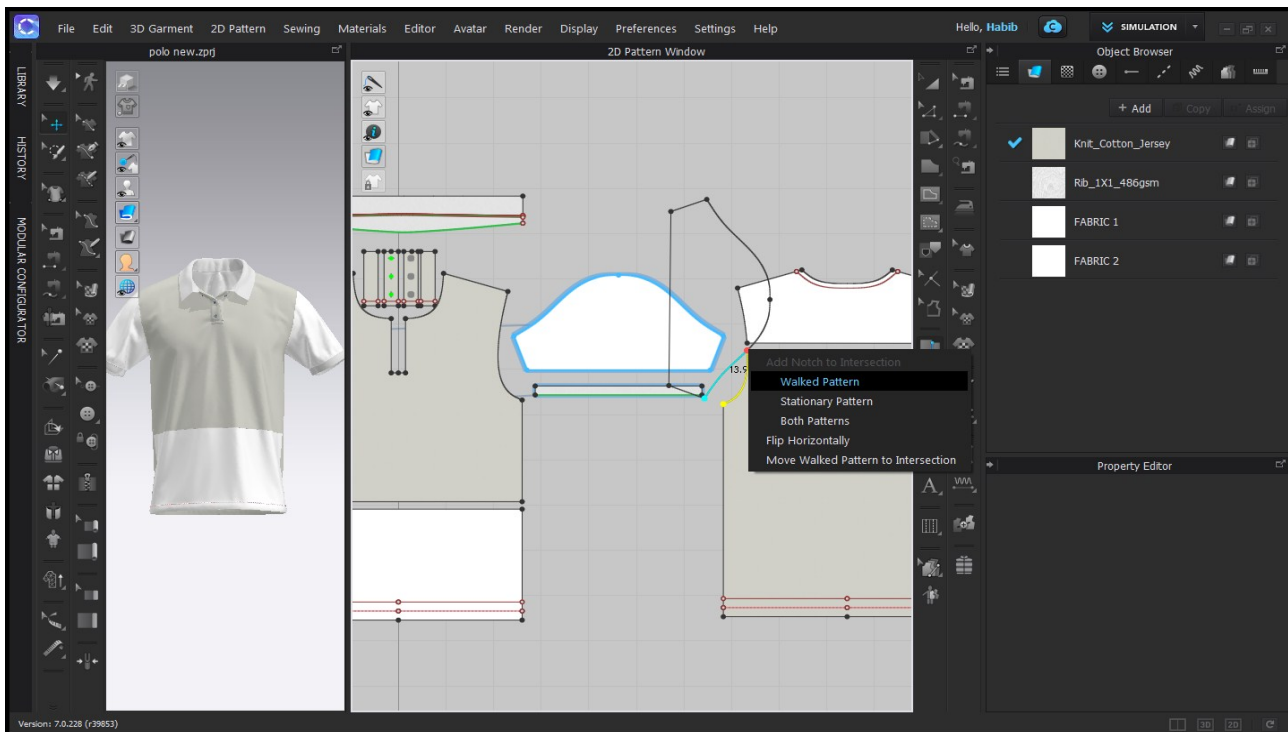 File Edit 3D Garment 2D Pattern Sewing Materials Editor Avatar Render Display Preferences Settings Help
Hello, Habib
SIMULATION
polo new.zprj
2D Pattern Window
Object Browser
LIBRARY
HISTORY
MODULAR CONFIGURATOR
+ Add Copy Assign
Knit_Cotton_Jersey
Rib_1X1_486gsm
FABRIC 1
FABRIC 2
13.9
Add Notch to Intersection
Walked Pattern
Stationary Pattern
Both Patterns
Flip Horizontally
Move Walked Pattern to Intersection
Property Editor
A
Version: 7.0.228 (r39853)
3D 2D